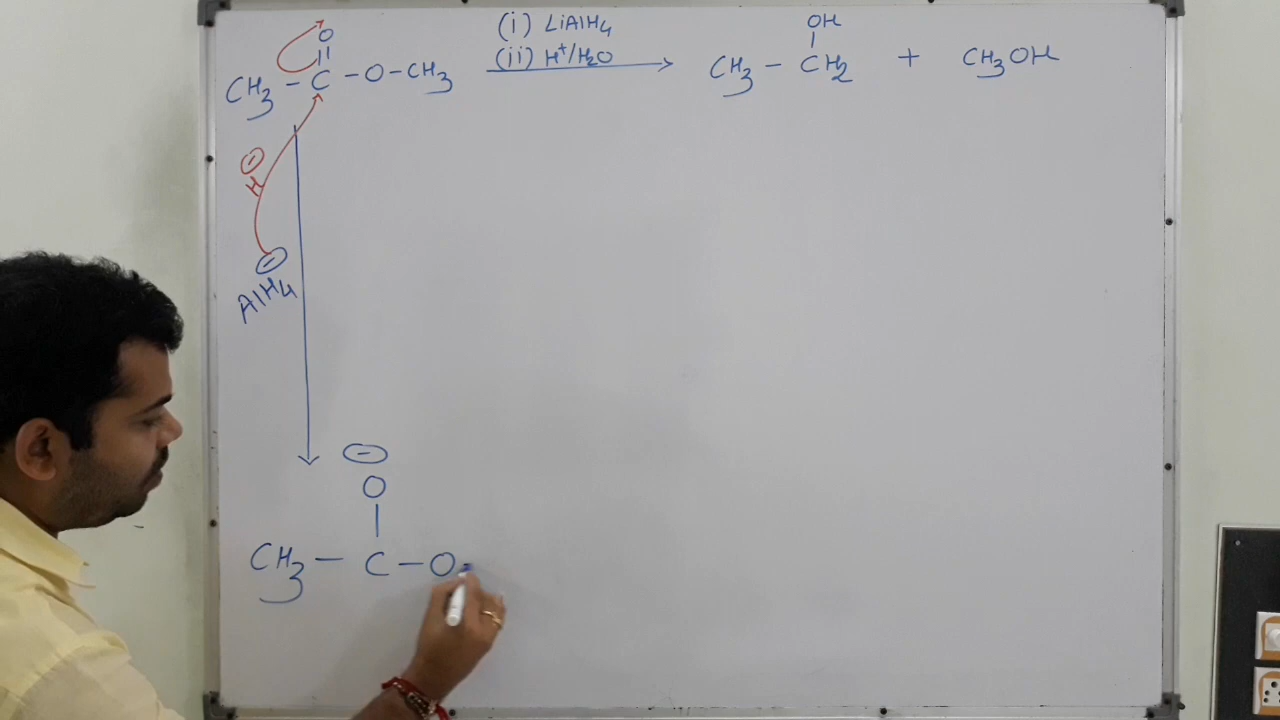 O
||
CH3 – C – O – CH3
(i) LiAlH4
(ii) H+/H2O
OH
|
CH3 – CH2 + CH3OH
⊖
H
⊖
AlH4
⊖
O
|
CH3 – C – O –